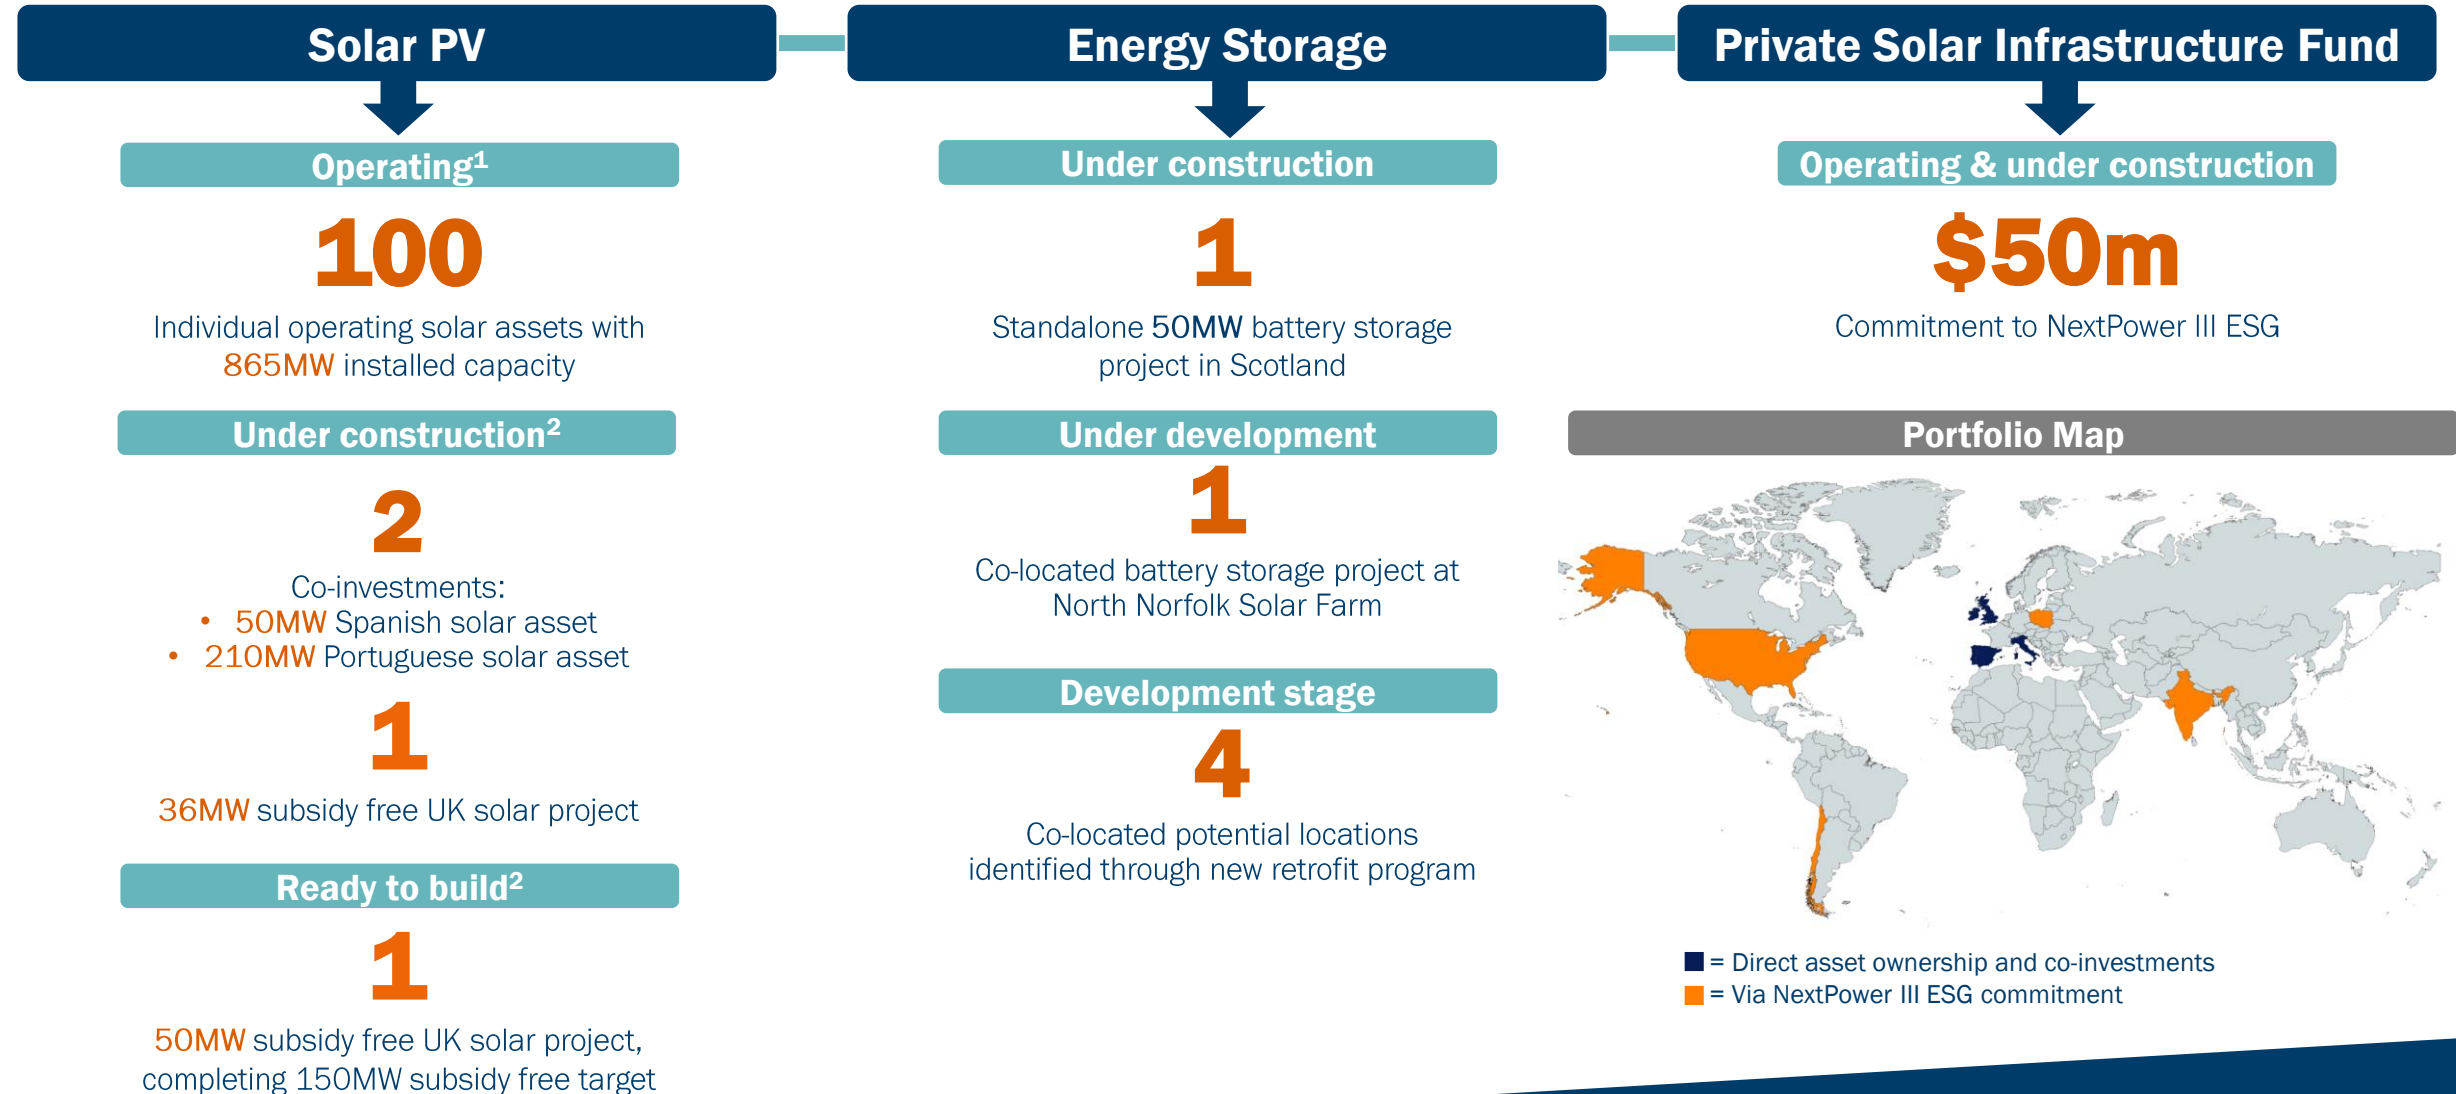 Solar PV
Operating¹
100
Individual operating solar assets with
865MW installed capacity
Under construction²
2
Co-investments:
• 50MW Spanish solar asset
• 210MW Portuguese solar asset
1
36MW subsidy free UK solar project
Ready to build²
1
50MW subsidy free UK solar project,
completing 150MW subsidy free target
Energy Storage
Under construction
1
Standalone 50MW battery storage
project in Scotland
Under development
1
Co-located battery storage project at
North Norfolk Solar Farm
Development stage
4
Co-located potential locations
identified through new retrofit program
Private Solar Infrastructure Fund
Operating & under construction
$50m
Commitment to NextPower III ESG
Portfolio Map
= Direct asset ownership and co-investments
= Via NextPower III ESG commitment